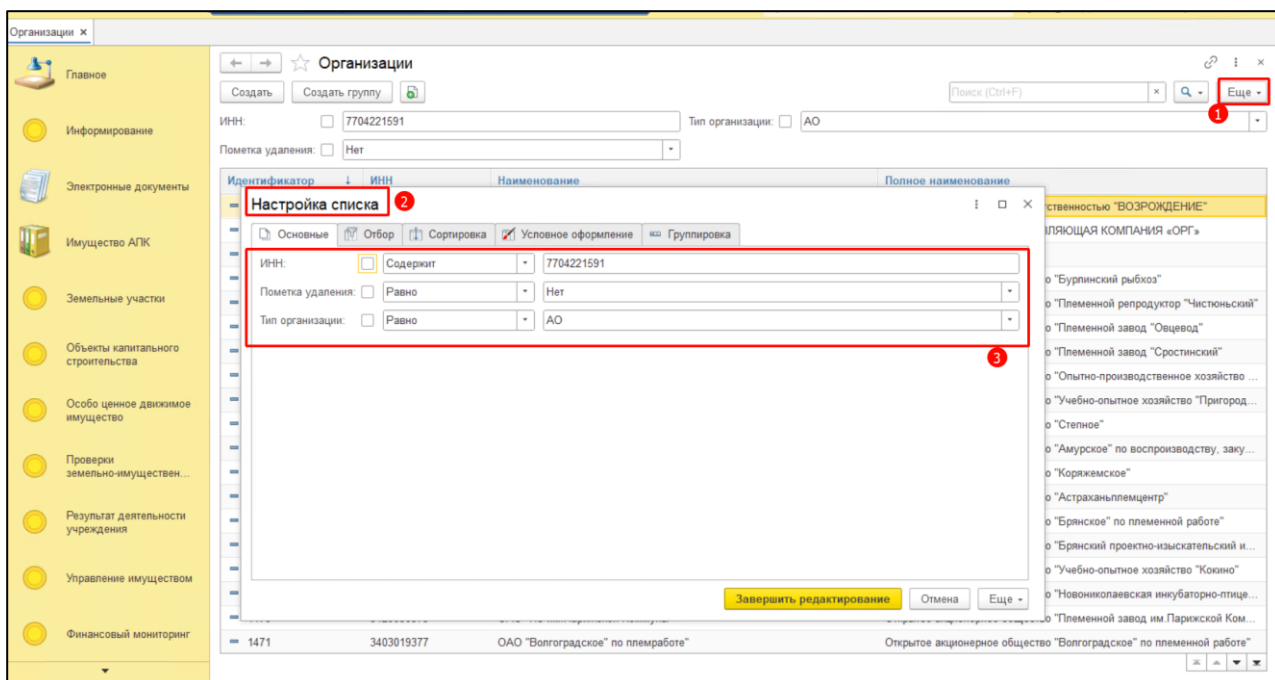 Организации ×
Главное
Информирование
Электронные документы
Имущество АПК
Земельные участки
Объекты капитального
строительства
Особо ценное движимое
имущество
Проверки
земельно-имуществен...
Результат деятельности
учреждения
Управление имуществом
Финансовый мониторинг
Организации
Создать Создать группу Поиск (Ctrl+F) × Еще
1
ИНН: 7704221591 Тип организации: АО
Пометка удаления: Нет
Идентификатор ↓ ИНН Наименование Полное наименование
Настройка списка 2
Основные Отбор Сортировка Условное оформление Группировка
ИНН: Содержит 7704221591
Пометка удаления: Равно Нет
Тип организации: Равно АО
3
Завершить редактирование Отмена Еще
тственностью "ВОЗРОЖДЕНИЕ"
ЛЯЮЩАЯ КОМПАНИЯ «ОРГ»
о "Бурлинский рыбхоз"
о "Племенной репродуктор "Чистюньский"
о "Племенной завод "Овцевод"
о "Племенной завод "Сростинский"
о "Опытно-производственное хозяйство ...
о "Учебно-опытное хозяйство "Пригород...
о "Степное"
о "Амурское" по воспроизводству, заку...
о "Коряжемское"
о "Астраханьплемцентр"
о "Брянское" по племенной работе"
о "Брянский проектно-изыскательский и...
о "Учебно-опытное хозяйство "Кокино"
о "Новониколаевская инкубаторно-птице...
о "Племенной завод им.Парижской Ком...
1471 3403019377 ОАО "Волгоградское" по племработе" Открытое акционерное общество "Волгоградское" по племенной работе"